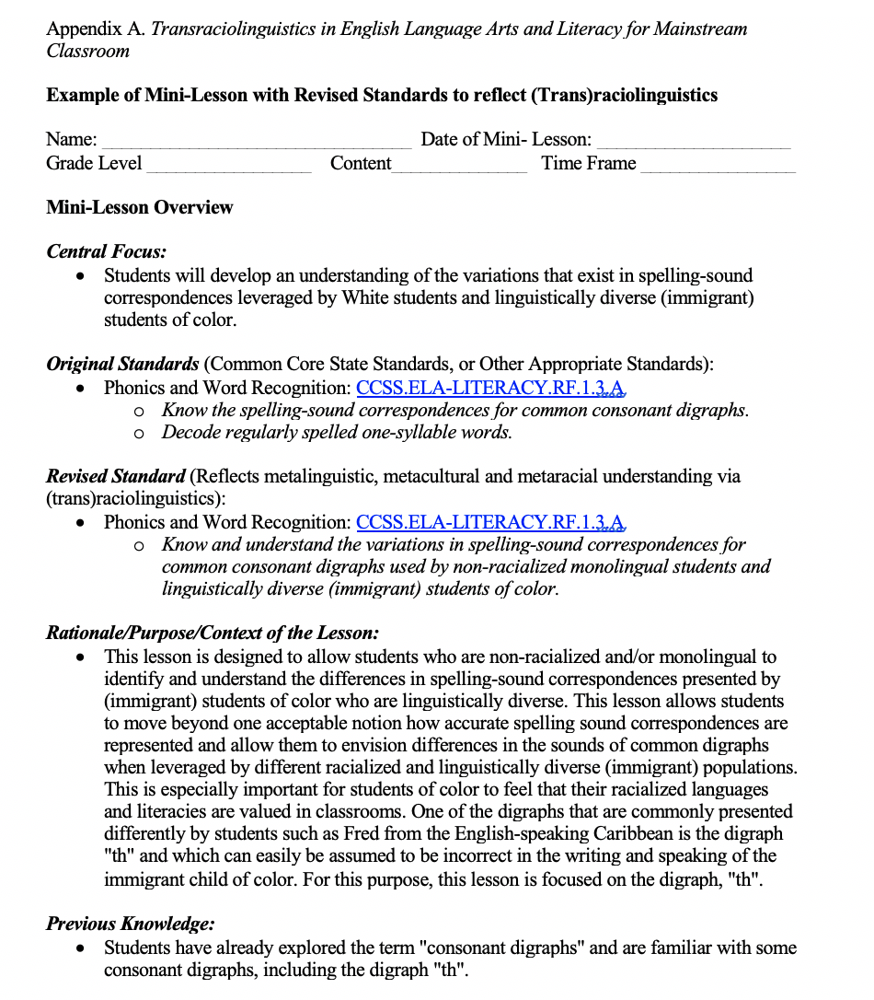 Appendix A. Transraciolinguistics in English Language Arts and Literacy for Mainstream
Classroom
Example of Mini-Lesson with Revised Standards to reflect (Trans)raciolinguistics
Name: Date of Mini- Lesson:
Grade Level Content Time Frame
Mini-Lesson Overview
Central Focus:
• Students will develop an understanding of the variations that exist in spelling-sound
correspondences leveraged by White students and linguistically diverse (immigrant)
students of color.
Original Standards (Common Core State Standards, or Other Appropriate Standards):
• Phonics and Word Recognition: CCSS.ELA-LITERACY.RF.1.3.A
o Know the spelling-sound correspondences for common consonant digraphs.
o Decode regularly spelled one-syllable words.
Revised Standard (Reflects metalinguistic, metacultural and metaracial understanding via
(trans)raciolinguistics):
• Phonics and Word Recognition: CCSS.ELA-LITERACY.RF.1.3.A
o Know and understand the variations in spelling-sound correspondences for
common consonant digraphs used by non-racialized monolingual students and
linguistically diverse (immigrant) students of color.
Rationale/Purpose/Context of the Lesson:
• This lesson is designed to allow students who are non-racialized and/or monolingual to
identify and understand the differences in spelling-sound correspondences presented by
(immigrant) students of color who are linguistically diverse. This lesson allows students
to move beyond one acceptable notion how accurate spelling sound correspondences are
represented and allow them to envision differences in the sounds of common digraphs
when leveraged by different racialized and linguistically diverse (immigrant) populations.
This is especially important for students of color to feel that their racialized languages
and literacies are valued in classrooms. One of the digraphs that are commonly presented
differently by students such as Fred from the English-speaking Caribbean is the digraph
"th" and which can easily be assumed to be incorrect in the writing and speaking of the
immigrant child of color. For this purpose, this lesson is focused on the digraph, "th".
Previous Knowledge:
• Students have already explored the term "consonant digraphs" and are familiar with some
consonant digraphs, including the digraph "th".